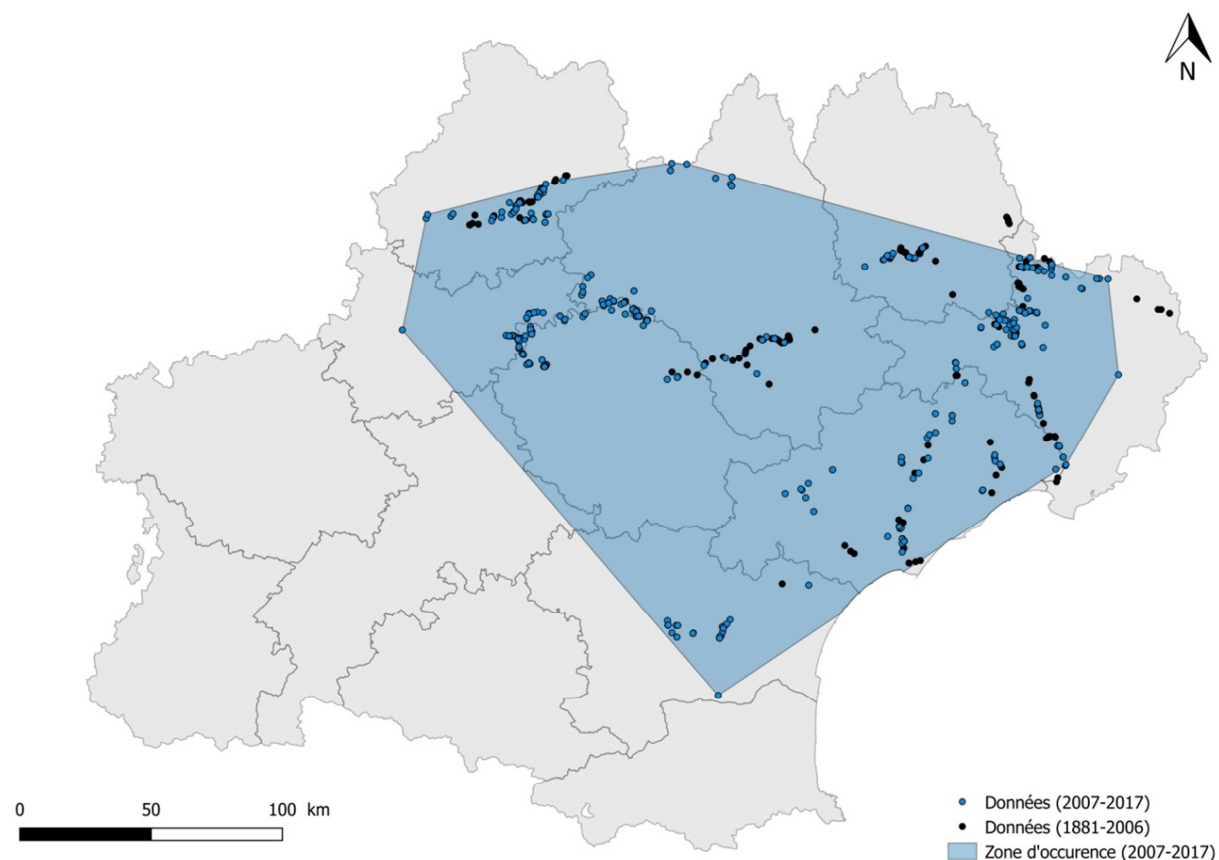 N
0 50 100 km
Données (2007-2017)
Données (1881-2006)
Zone d'occurence (2007-2017)